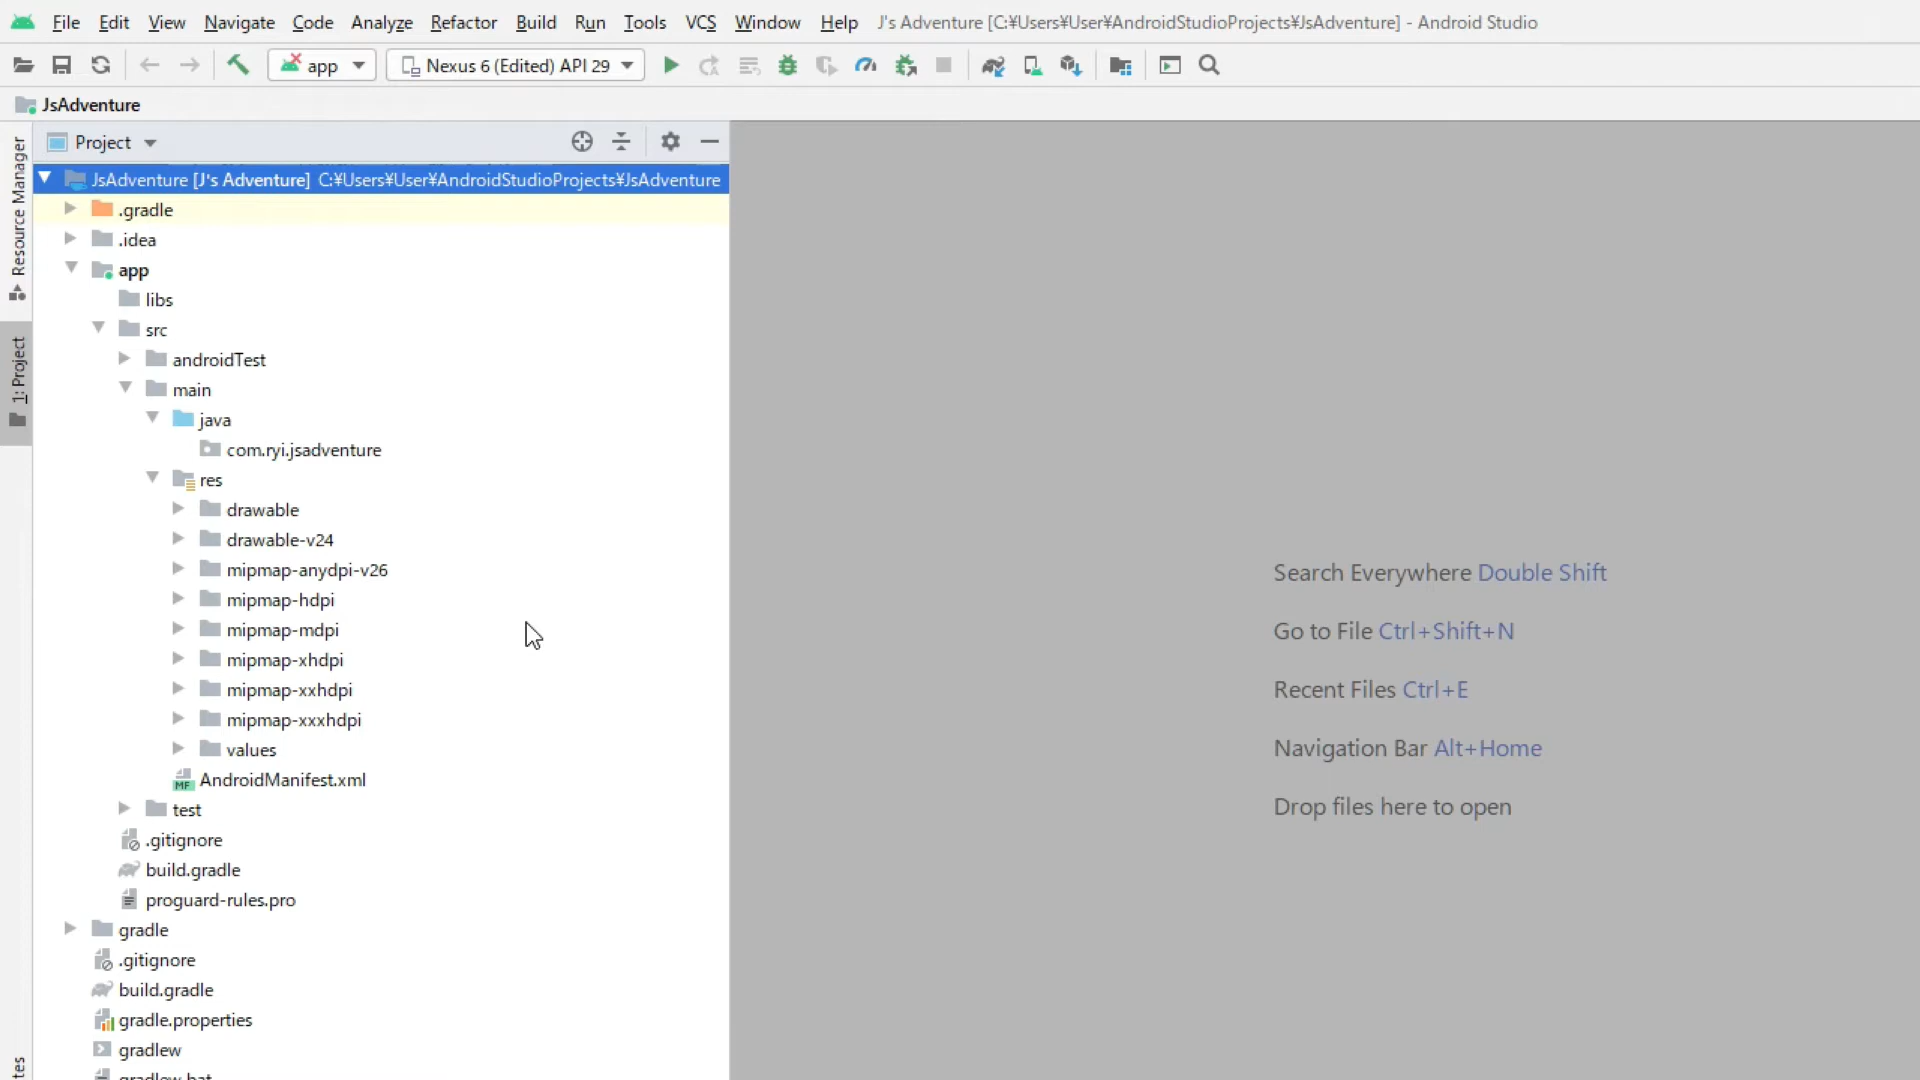 File Edit View Navigate Code Analyze Refactor Build Run Tools VCS Window Help J's Adventure [C:¥Users¥User¥AndroidStudioProjects¥JsAdventure] - Android Studio
app Nexus 6 (Edited) API 29
JsAdventure
Resource Manager
1: Project
Project
JsAdventure [J's Adventure] C:¥Users¥User¥AndroidStudioProjects¥JsAdventure
.gradle
.idea
app
libs
src
androidTest
main
java
com.ryi.jsadventure
res
drawable
drawable-v24
mipmap-anydpi-v26
mipmap-hdpi
mipmap-mdpi
mipmap-xhdpi
mipmap-xxhdpi
mipmap-xxxhdpi
values
MF AndroidManifest.xml
test
.gitignore
build.gradle
proguard-rules.pro
gradle
.gitignore
build.gradle
gradle.properties
gradlew
gradlew.bat
Search Everywhere Double Shift
Go to File Ctrl+Shift+N
Recent Files Ctrl+E
Navigation Bar Alt+Home
Drop files here to open